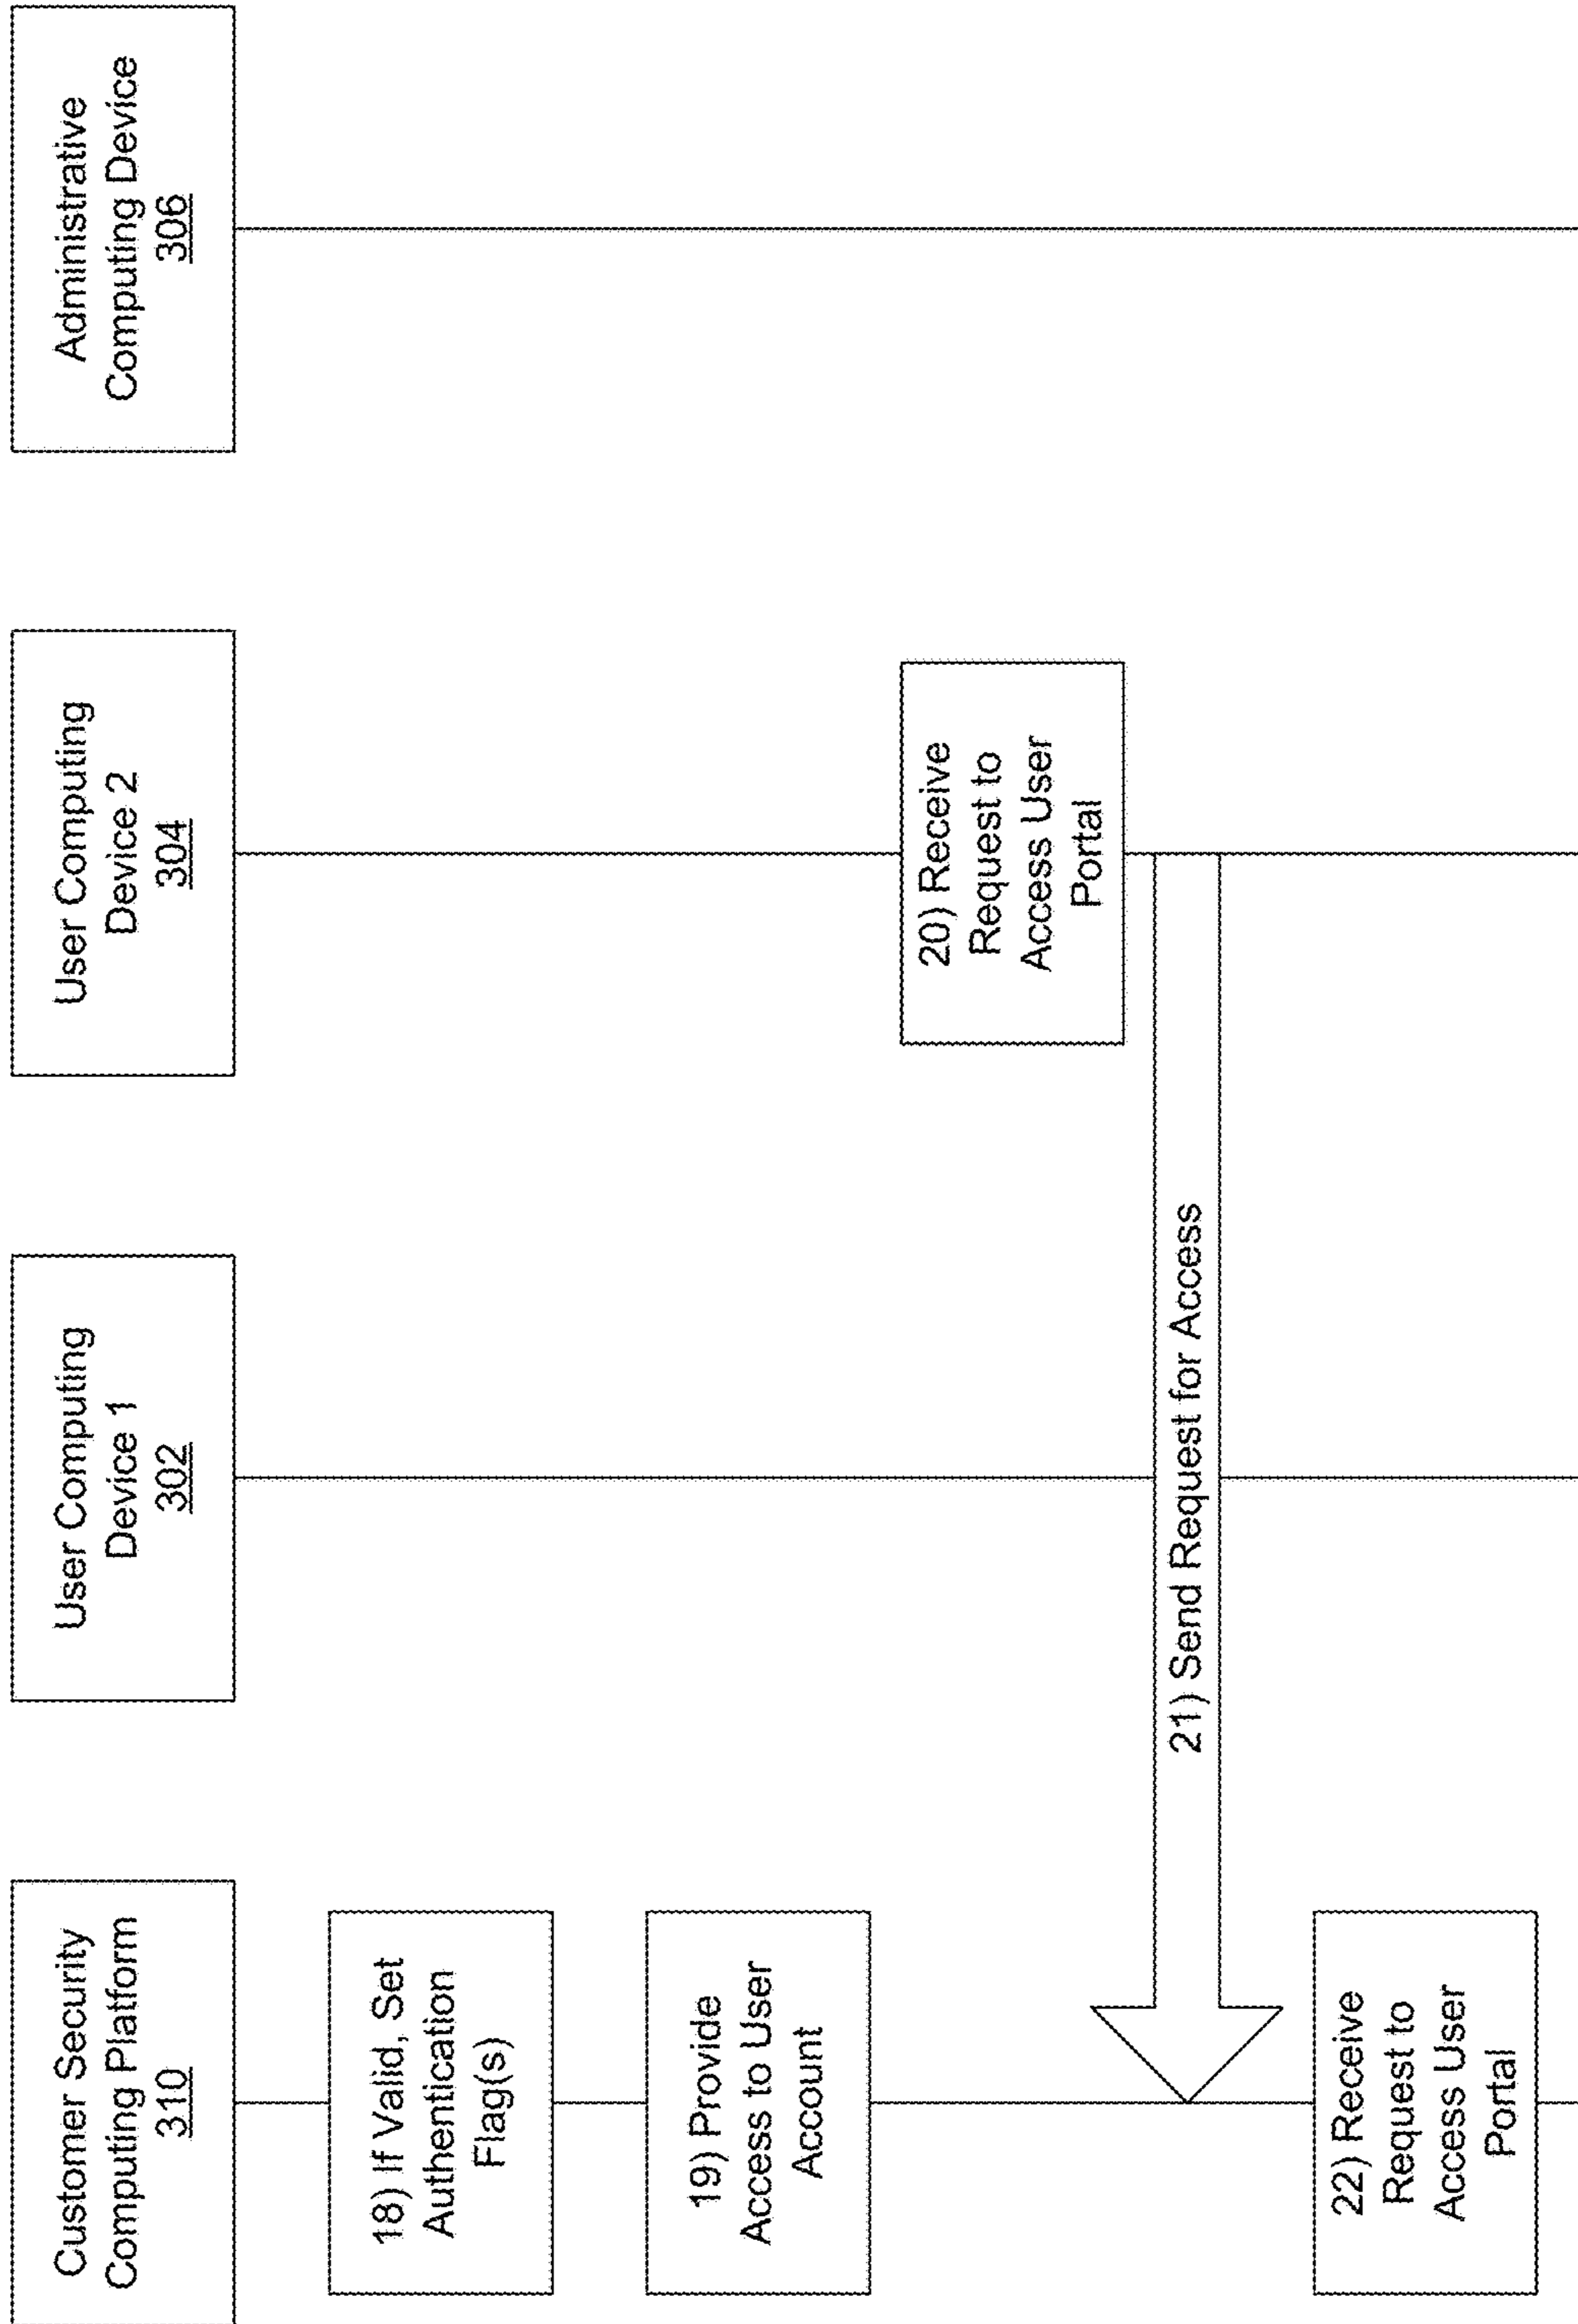 Customer Security
Computing Platform
310
User Computing
Device 1
302
User Computing
Device 2
304
Administrative
Computing Device
306
18) If Valid, Set
Authentication
Flag(s)
19) Provide
Access to User
Account
20) Receive
Request to
Access User
Portal
21) Send Request for Access
22) Receive
Request to
Access User
Portal